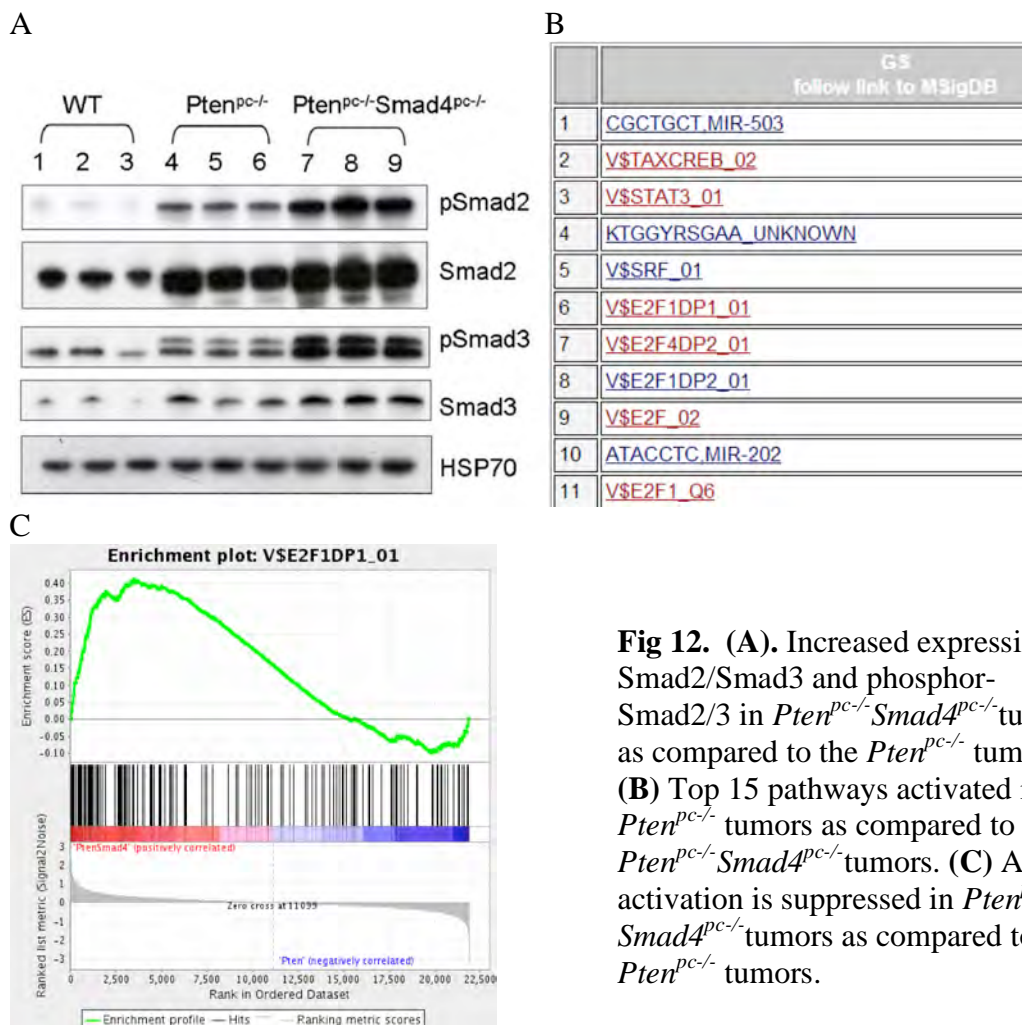 A
WT Pten^pc-/- Pten^pc-/-Smad4^pc-/-
1 2 3 4 5 6 7 8 9
pSmad2
Smad2
pSmad3
Smad3
HSP70
B
GS
follow link to MSigDB
1 CGCTGCT,MIR-503
2 V$TAXCREB_02
3 V$STAT3_01
4 KTGGYRSGAA_UNKNOWN
5 V$SRF_01
6 V$E2F1DP1_01
7 V$E2F4DP2_01
8 V$E2F1DP2_01
9 V$E2F_02
10 ATACCTC,MIR-202
11 V$E2F1_Q6
C
Enrichment plot: V$E2F1DP1_01
Enrichment score (ES)
0.40
0.35
0.30
0.25
0.20
0.15
0.10
0.05
0.00
-0.05
-0.10
Ranked list metric (Signal2Noise)
3
2
1
0
-1
-2
-3
'PtenSmad4' (positively correlated)
Zero cross at 11099
'Pten' (negatively correlated)
0 2,500 5,000 7,500 10,000 12,500 15,000 17,500 20,000 22,500
Rank in Ordered Dataset
Enrichment profile Hits Ranking metric scores
Fig 12. (A). Increased expressi
Smad2/Smad3 and phosphor-
Smad2/3 in Pten^pc-/-Smad4^pc-/-tu
as compared to the Pten^pc-/- tum
(B) Top 15 pathways activated i
Pten^pc-/- tumors as compared to
Pten^pc-/-Smad4^pc-/-tumors. (C) A
activation is suppressed in Pten
Smad4^pc-/-tumors as compared to
Pten^pc-/- tumors.